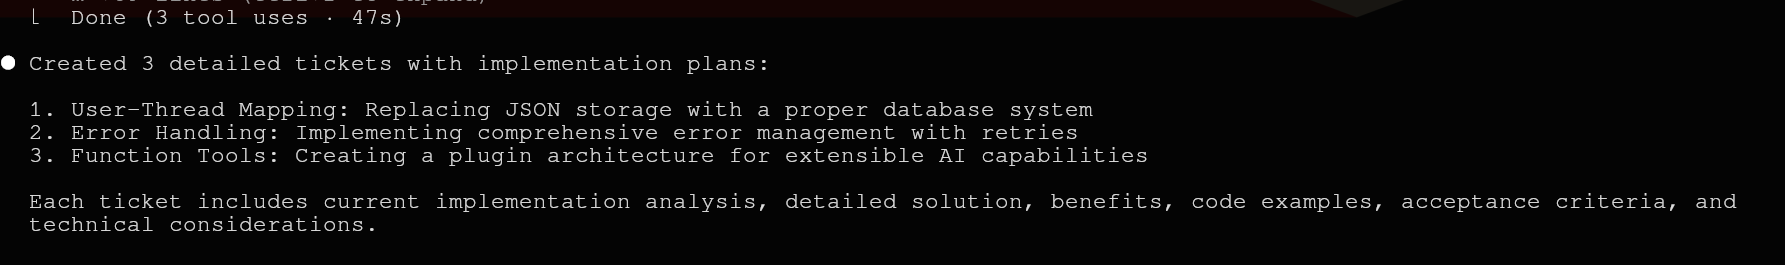 Done (3 tool uses · 47s)
Created 3 detailed tickets with implementation plans:
1. User-Thread Mapping: Replacing JSON storage with a proper database system
2. Error Handling: Implementing comprehensive error management with retries
3. Function Tools: Creating a plugin architecture for extensible AI capabilities
Each ticket includes current implementation analysis, detailed solution, benefits, code examples, acceptance criteria, and
technical considerations.